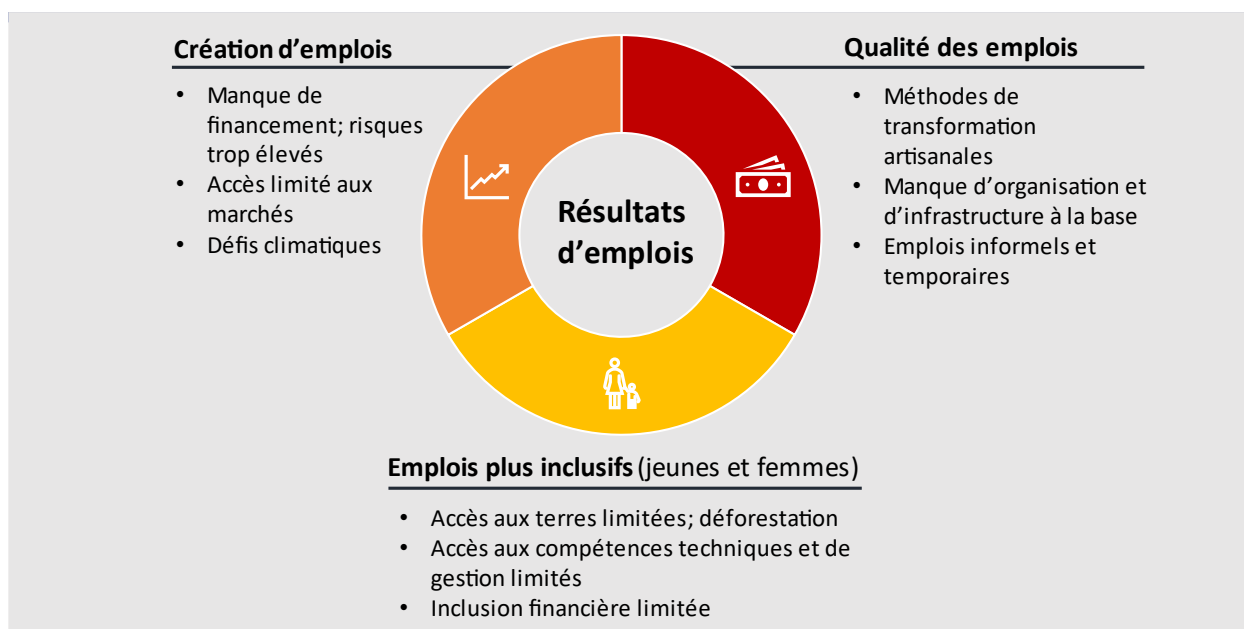 Création d'emplois
• Manque de
financement; risques
trop élevés
• Accès limité aux
marchés
• Défis climatiques
Qualité des emplois
• Méthodes de
transformation
artisanales
• Manque d'organisation et
d'infrastructure à la base
• Emplois informels et
temporaires
Résultats
d'emplois
Emplois plus inclusifs (jeunes et femmes)
• Accès aux terres limitées; déforestation
• Accès aux compétences techniques et de
gestion limités
• Inclusion financière limitée